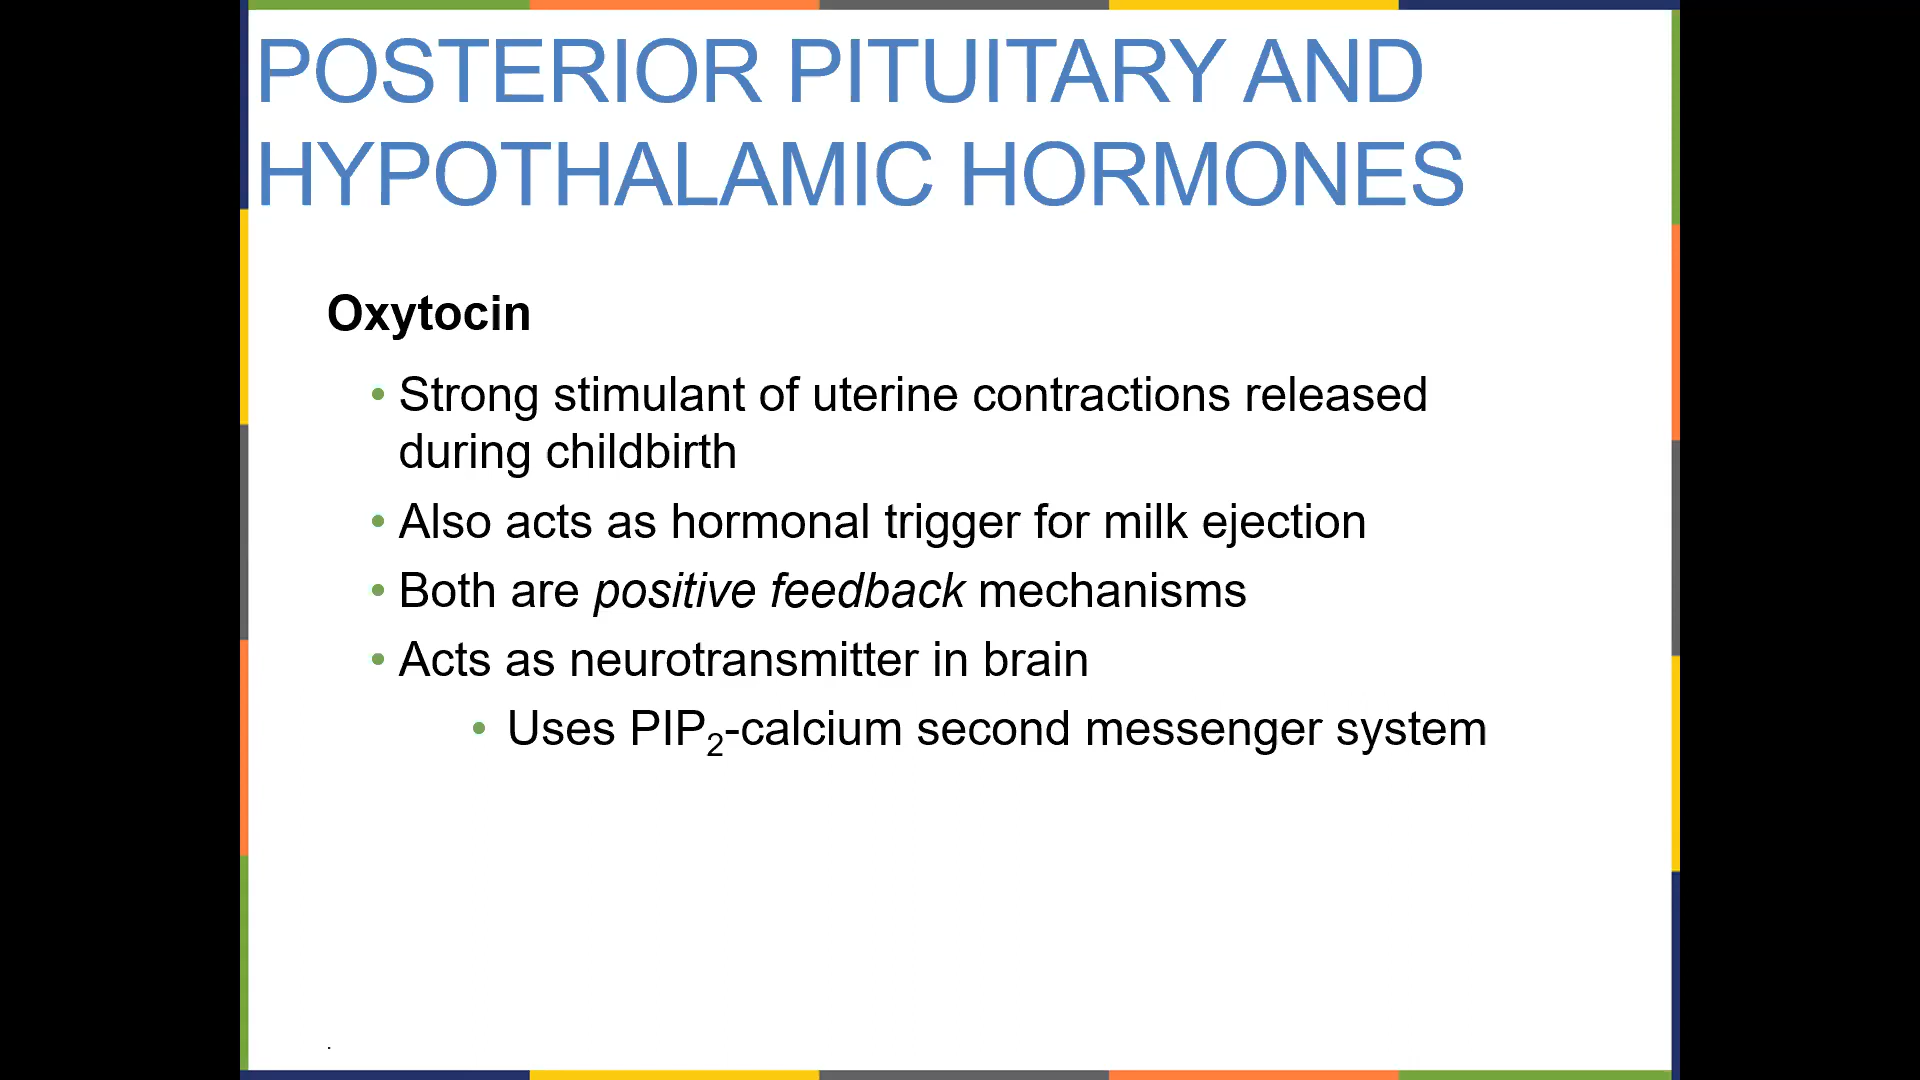 POSTERIOR PITUITARY AND
HYPOTHALAMIC HORMONES
Oxytocin
• Strong stimulant of uterine contractions released
during childbirth
• Also acts as hormonal trigger for milk ejection
• Both are positive feedback mechanisms
• Acts as neurotransmitter in brain
• Uses PIP₂-calcium second messenger system
.